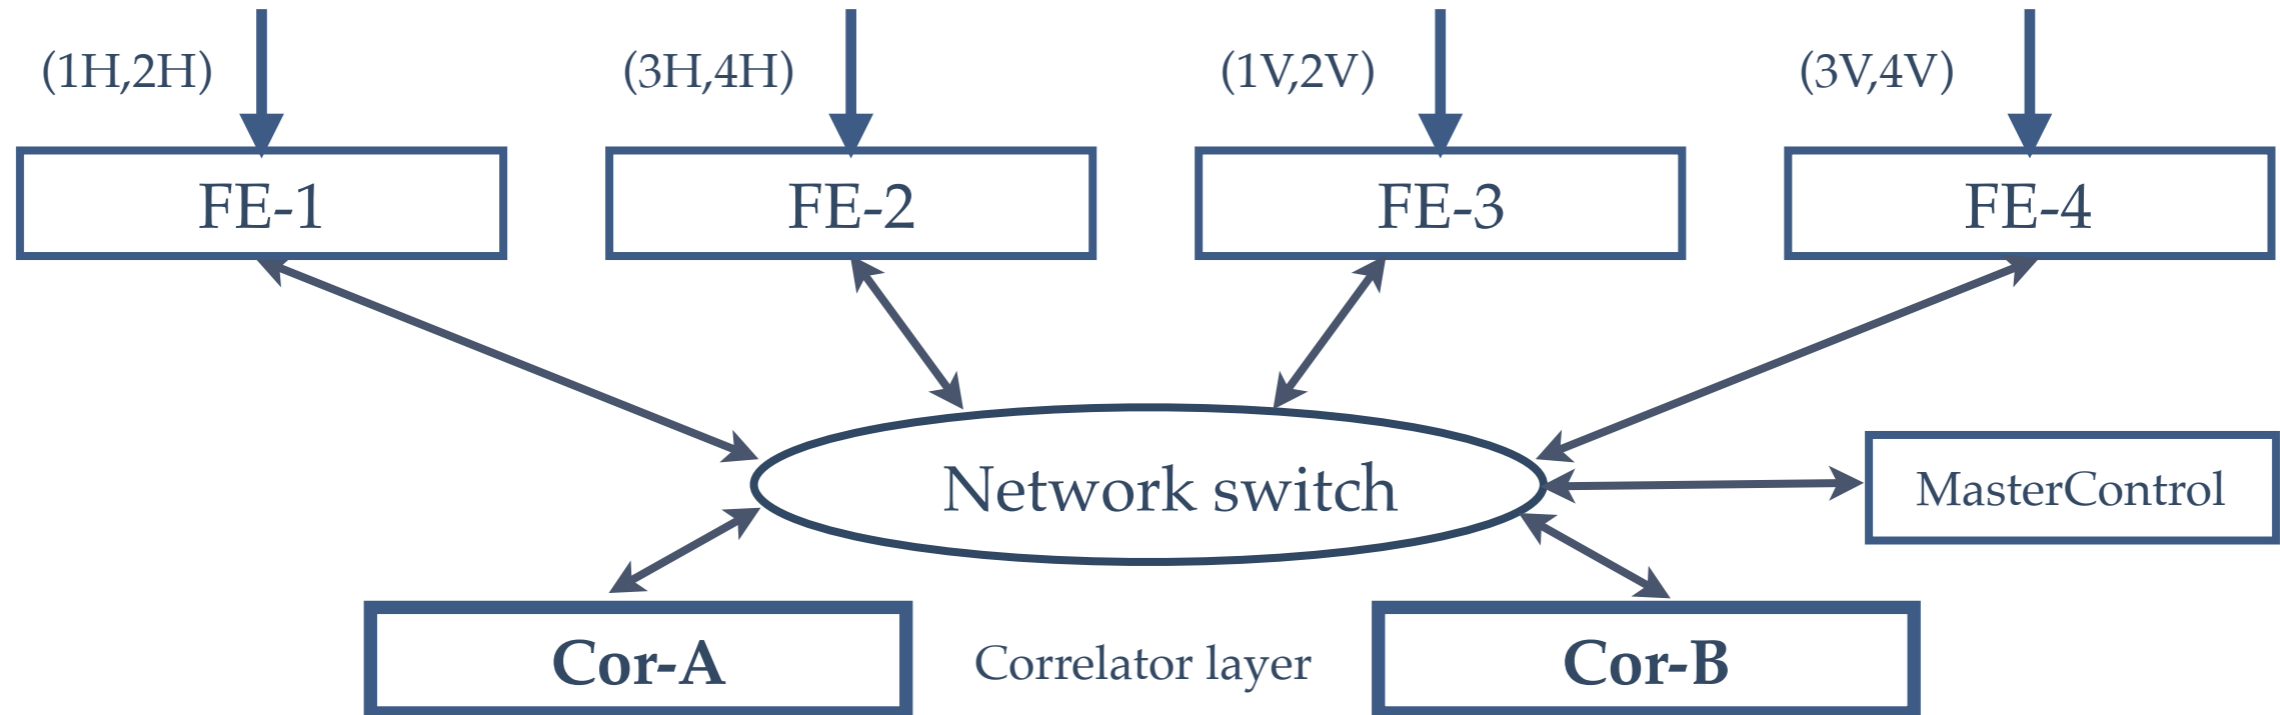 (1H,2H)
(3H,4H)
(1V,2V)
(3V,4V)
FE-1
FE-2
FE-3
FE-4
Network switch
MasterControl
Cor-A
Correlator layer
Cor-B